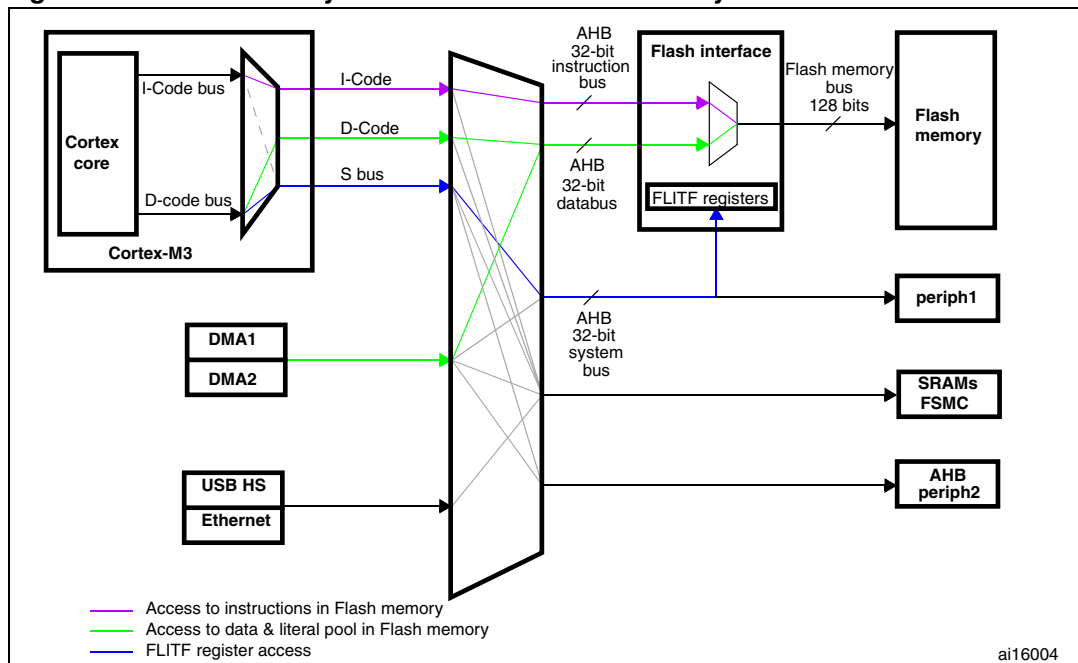 Cortex
core
I-Code bus
D-code bus
Cortex-M3
I-Code
D-Code
S bus
DMA1
DMA2
USB HS
Ethernet
AHB
32-bit
instruction
bus
AHB
32-bit
databus
AHB
32-bit
system
bus
Flash interface
FLITF registers
Flash memory
bus
128 bits
Flash
memory
periph1
SRAMs
FSMC
AHB
periph2
Access to instructions in Flash memory
Access to data & literal pool in Flash memory
FLITF register access
ai16004